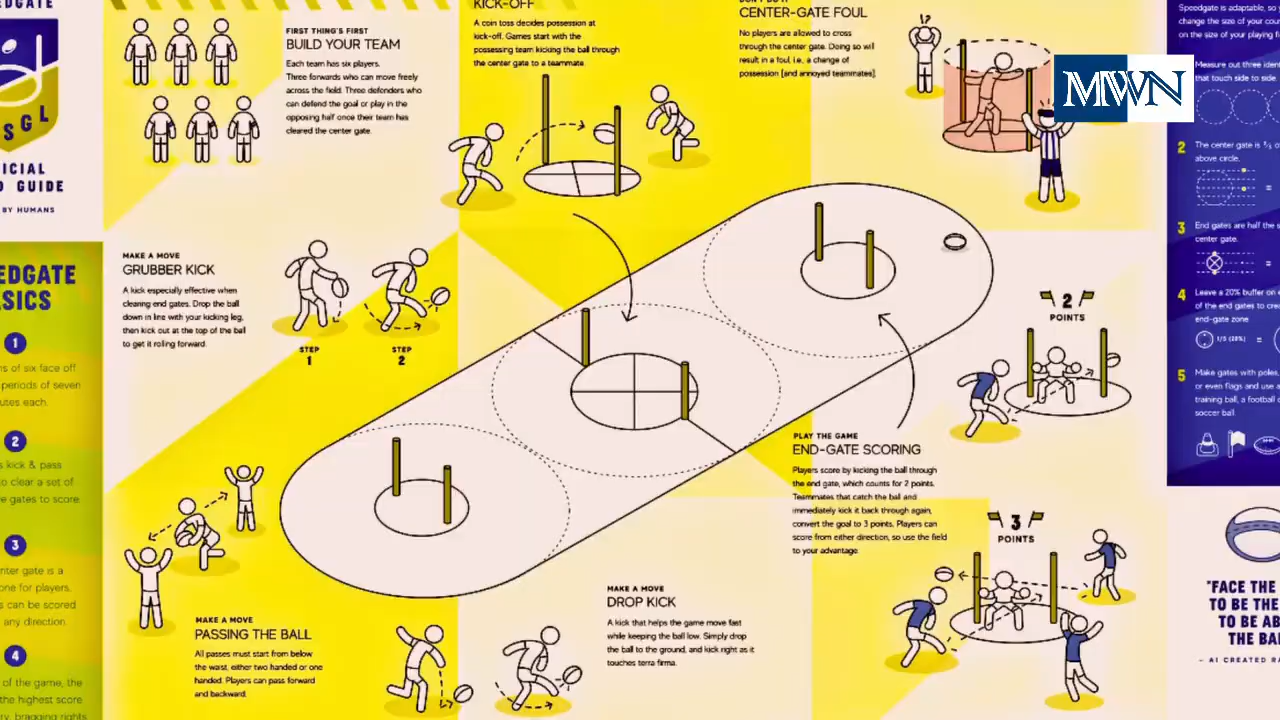 SGL
BY HUMANS
1
2
3
4
FIRST THING'S FIRST
BUILD YOUR TEAM
Each team has six players.
Three forwards who can move freely
across the field. Three defenders who
can defend the goal or play in the
opposing half once their team has
cleared the center gate.
KICK-OFF
A coin toss decides possession at
kick-off. Games start with the
possessing team kicking the ball through
the center gate to a teammate.
CENTER-GATE FOUL
No players are allowed to cross
through the center gate. Doing so will
result in a foul, i.e., a change of
possession [and annoyed teammates].
MWN
MAKE A MOVE
GRUBBER KICK
A kick especially effective when
clearing end gates. Drop the ball
down in line with your kicking leg,
then kick out at the top of the ball
to get it rolling forward.
STEP
1
STEP
2
MAKE A MOVE
PASSING THE BALL
All passes must start from below
the waist, either two handed or one
handed. Players can pass forward
and backward.
MAKE A MOVE
DROP KICK
A kick that helps the game move fast
while keeping the ball low. Simply drop
the ball to the ground, and kick right as it
touches terra firma.
PLAY THE GAME
END-GATE SCORING
Players score by kicking the ball through
the end gate, which counts for 2 points.
Teammates that catch the ball and
immediately kick it back through again,
convert the goal to 3 points. Players can
score from either direction, so use the field
to your advantage.
2
POINTS
3
POINTS
Speedgate is adaptable, so
change the size of your
on the size of your playing
Measure out three
that touch side to side
2
The center gate is ⅔
above circle.
3
End gates are half the
center gate.
4
Leave a 20% buffer on
of the end gates to
end-gate zone
1/5 (20%)
5
Make gates with poles,
or even flags and use a
training ball, a football
soccer ball.
"FACE THE
TO BE THE
TO BE
THE
– AI CREATED